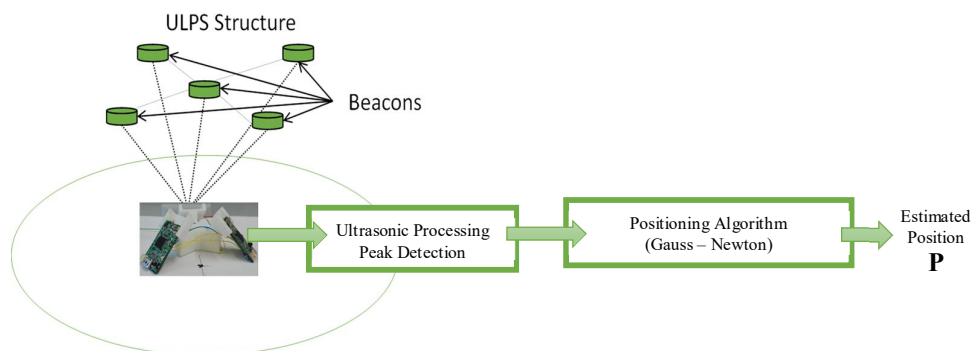 ULPS Structure
Beacons
Ultrasonic Processing
Peak Detection
Positioning Algorithm
(Gauss – Newton)
Estimated
Position
P